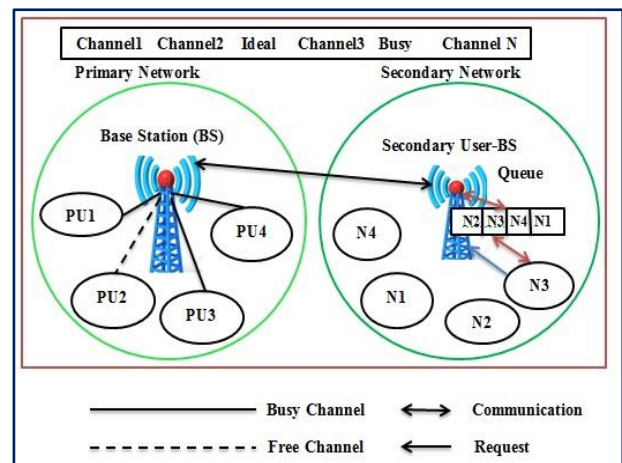 Channel1 Channel2 Ideal Channel3 Busy Channel N
Primary Network Secondary Network
Base Station (BS)
Secondary User-BS
Queue
PU1
PU4
PU2
PU3
N2 N3 N4 N1
N4
N1
N3
N2
Busy Channel Communication
Free Channel Request